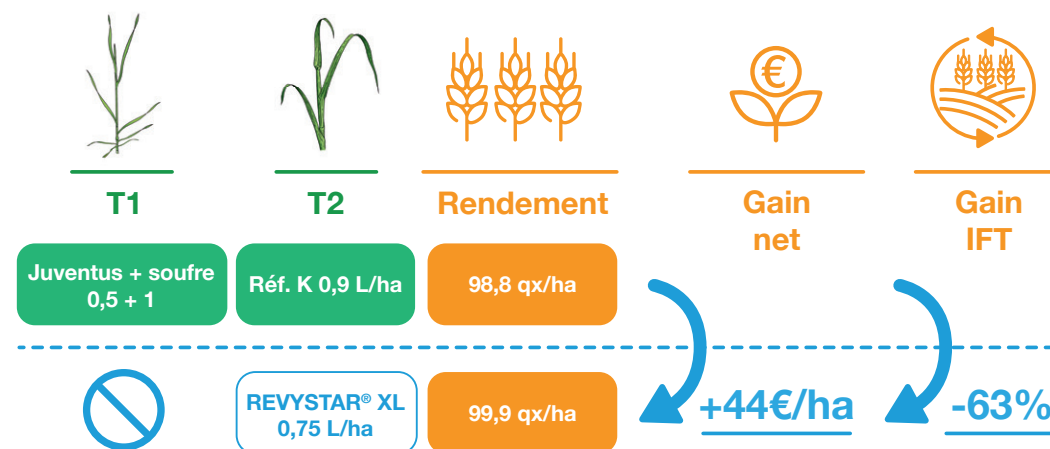 €
T1
T2
Rendement
Gain
net
Gain
IFT
Juventus + soufre
0,5 + 1
Réf. K 0,9 L/ha
98,8 qx/ha
REVYSTAR® XL
0,75 L/ha
99,9 qx/ha
+44€/ha
-63%